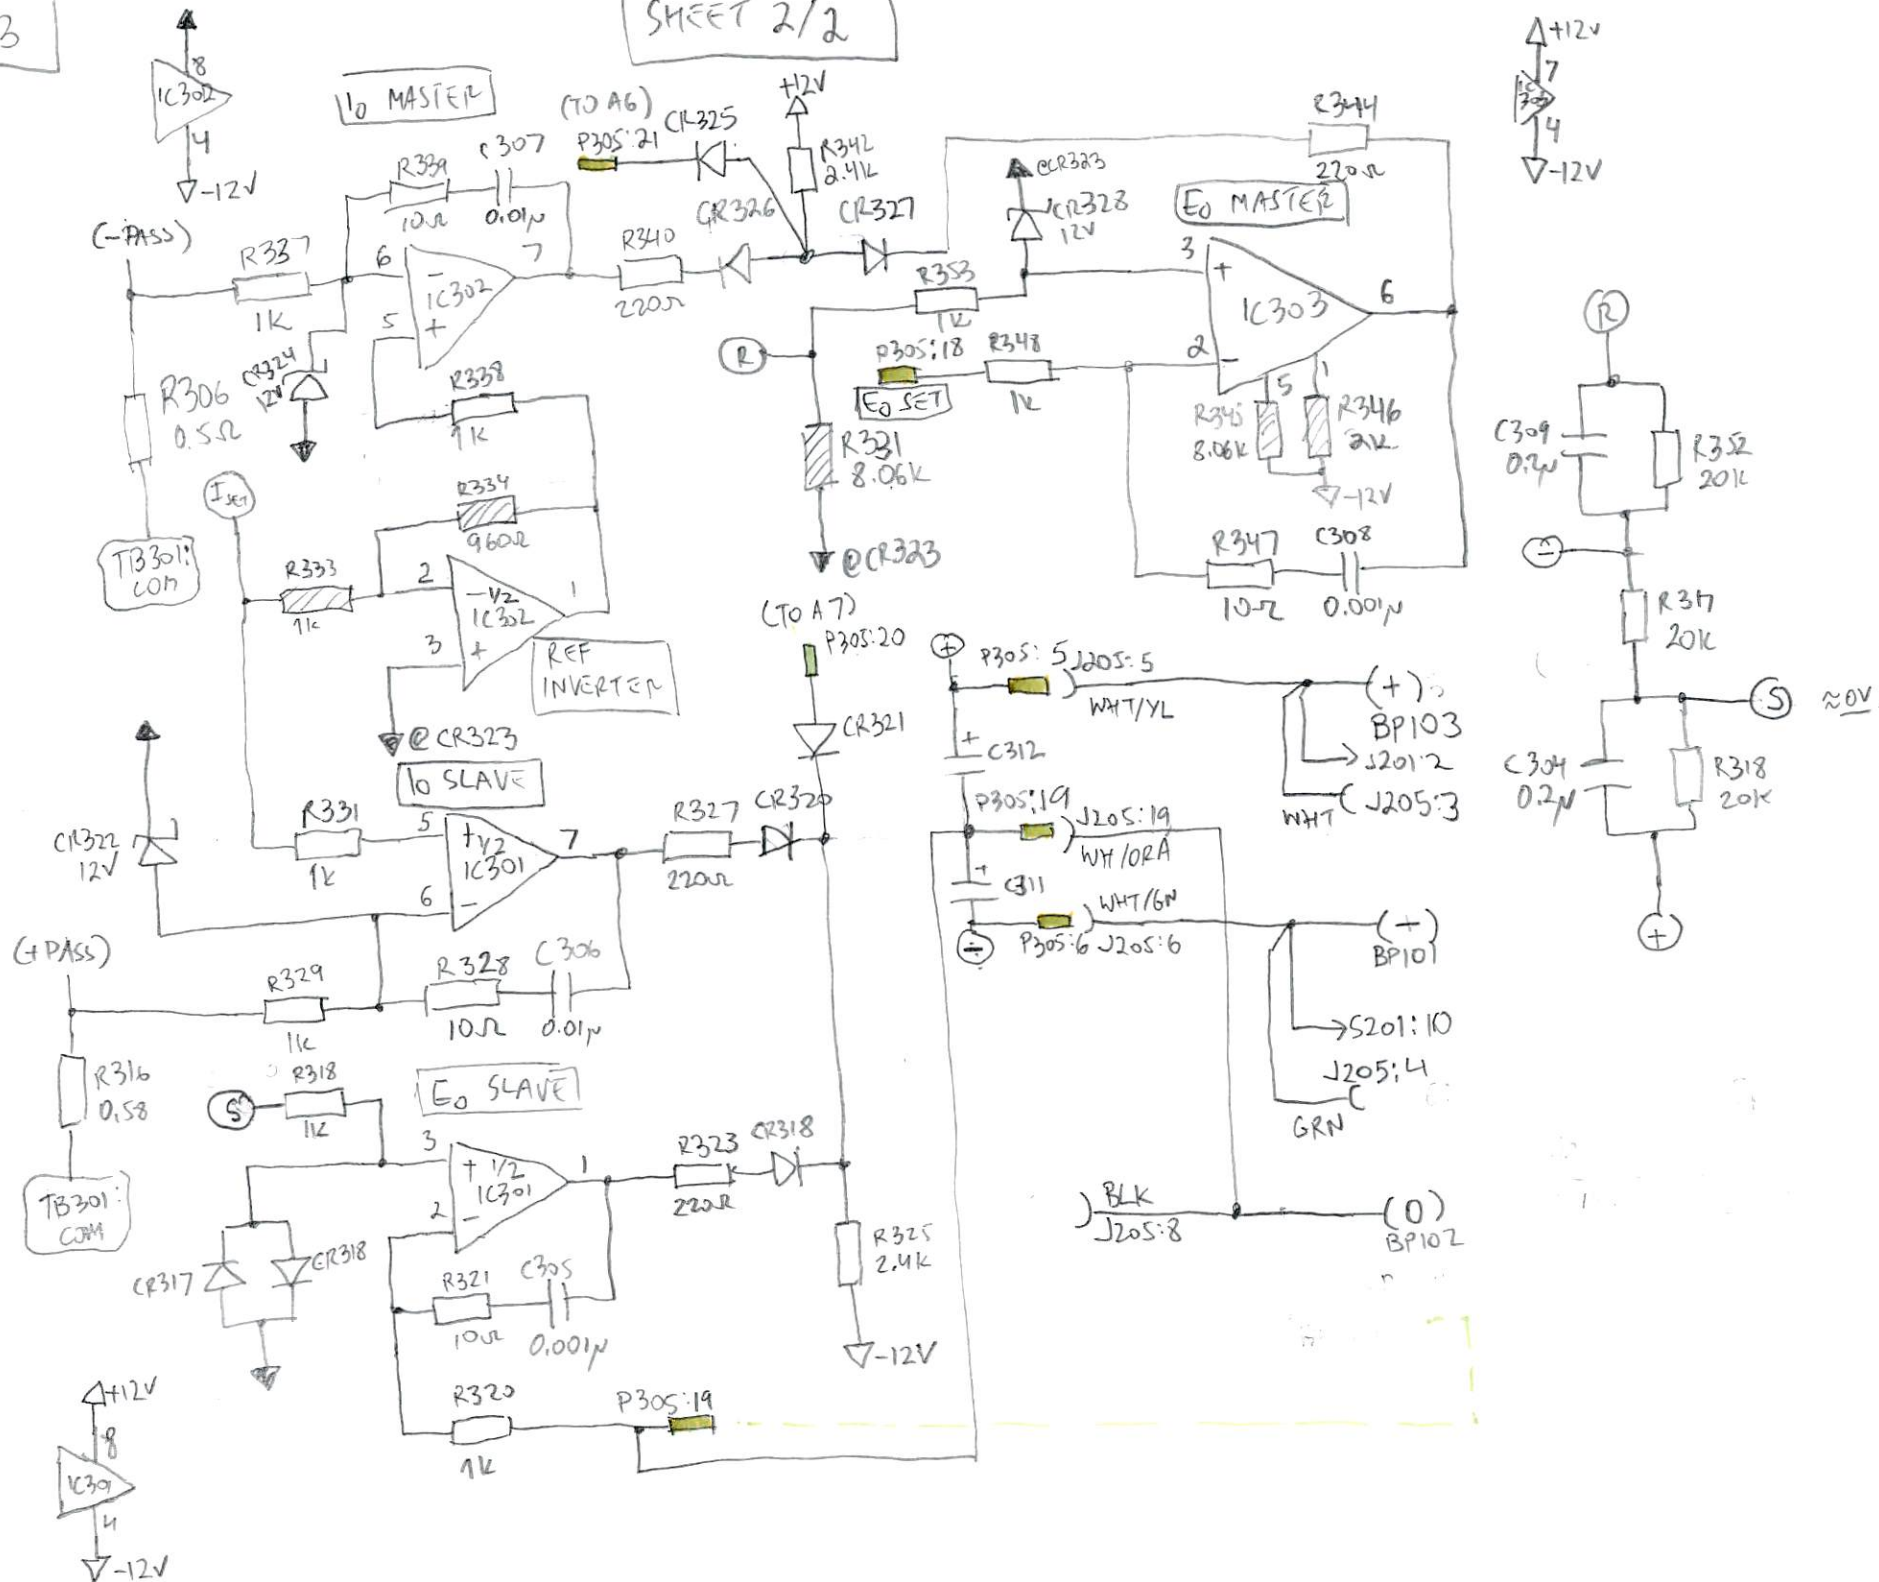 3
SHEET 2/2
8
IC302
4
-12V
I0 MASTER
(TO A6)
P305:21
CR325
+12V
R342
2.41K
R344
220Ω
+12V
7
4
-12V
R339
10Ω
C307
0.01μ
(-PASS)
R337
1K
6
-
IC302
5
+
7
R340
220Ω
CR326
CR327
@CR323
CR328
12V
E0 MASTER
R353
1K
3
+
IC303
6
2
-
5
1
R
P305:18
E0 SET
R348
1K
CR324
12V
R338
1K
R306
0.5Ω
TB301:
COM
ISET
R334
960Ω
R333
1K
2
-
1/2
IC302
3
+
1
REF
INVERTER
@CR323
R331
8.06K
@CR323
R345
8.06K
R346
2K
-12V
R347
10Ω
C308
0.001μ
R
C309
0.2μ
R352
20K
-
R317
20K
S
≈0V
C304
0.2μ
R318
20K
+
(TO A7)
P305:20
CR321
+
P305:5
J205:5
WHT/YL
(+)
BP103
J201:2
J205:3
WHT
+
C312
P305:19
J205:19
WH/ORA
+
C311
WHT/GN
P305:6
J205:6
(+)
BP101
S201:10
J205:4
GRN
BLK
J205:8
(0)
BP102
I0 SLAVE
CR322
12V
R331
1K
5
+
1/2
IC301
6
-
7
R327
220Ω
CR320
(+PASS)
R329
1K
R328
10Ω
C306
0.01μ
R316
0.58
TB301:
COM
S
R318
1K
E0 SLAVE
3
+
1/2
IC301
2
-
1
R323
220Ω
CR318
CR317
CR318
R321
10Ω
C305
0.001μ
R325
2.4K
-12V
R320
1K
P305:19
+12V
8
IC301
4
-12V